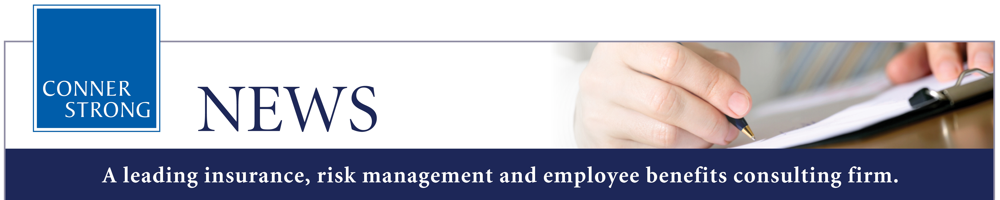 CONNER
STRONG
NEWS
A leading insurance, risk management and employee benefits consulting firm.